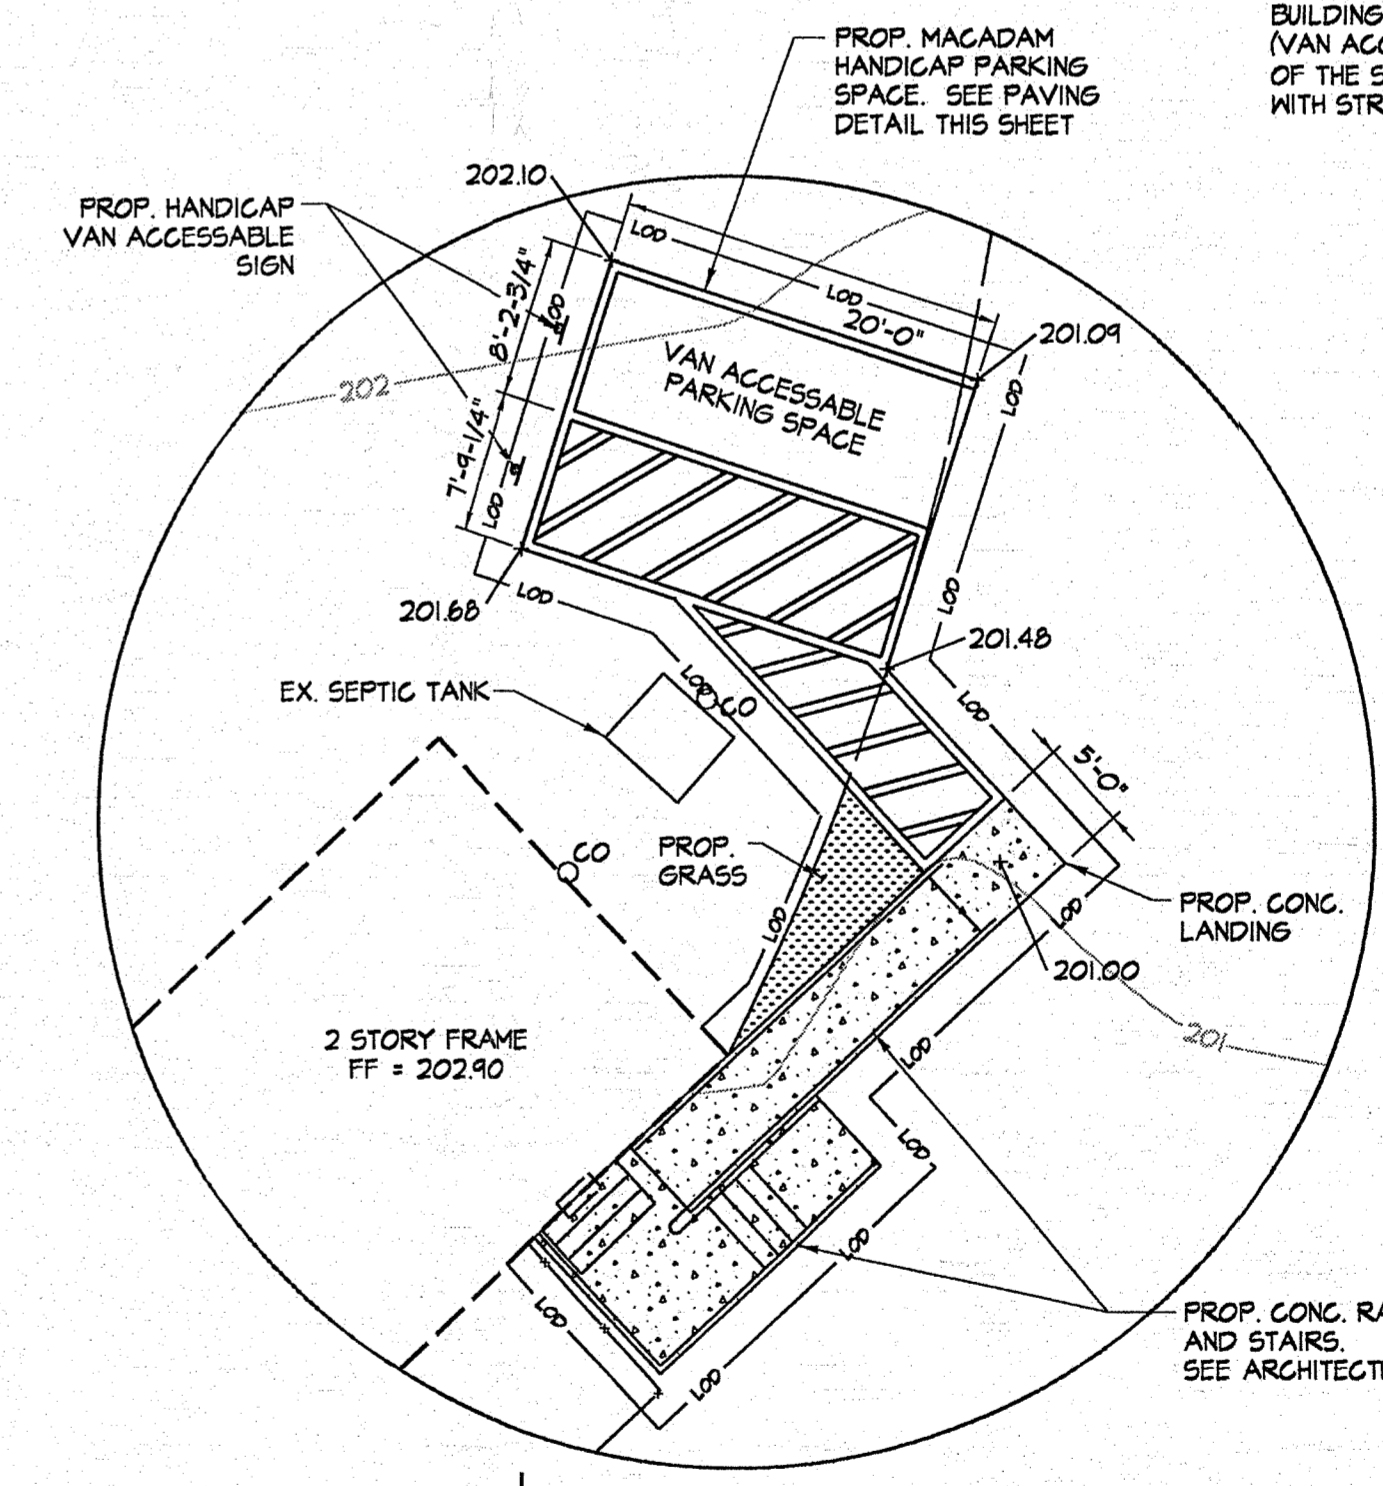 BUILDING
(VAN ACC
OF THE S
WITH STR
PROP. MACADAM
HANDICAP PARKING
SPACE. SEE PAVING
DETAIL THIS SHEET
202.10
PROP. HANDICAP
VAN ACCESSABLE
SIGN
LOD
LOD
20'-0"
201.09
LOD
8'-2-3/4"
VAN ACCESSABLE
PARKING SPACE
LOD
202
7'-9-1/4"
LOD
LOD
LOD
201.68
201.48
EX. SEPTIC TANK
LOD
CO
LOD
5'-0"
CO
PROP.
GRASS
LOD
PROP. CONC.
LANDING
LOD
201.00
201
2 STORY FRAME
FF = 202.90
LOD
LOD
LOD
LOD
LOD
PROP. CONC. RA
AND STAIRS.
SEE ARCHITECT